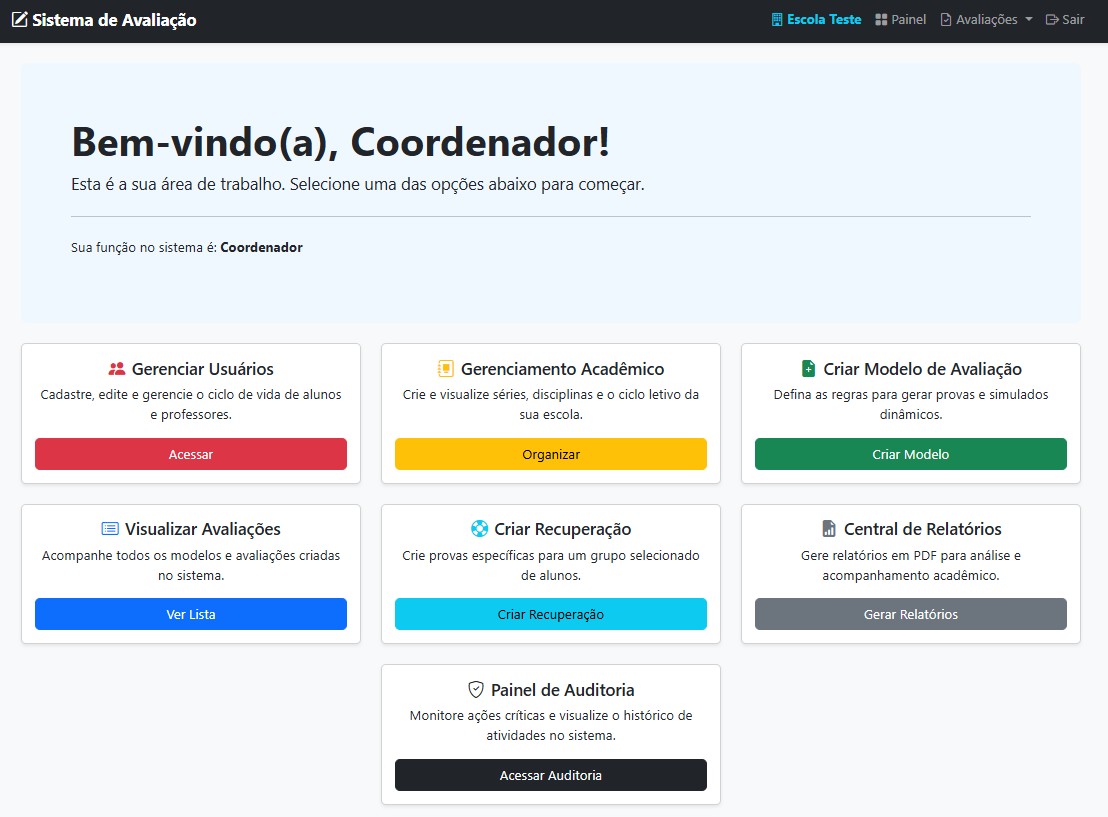 Sistema de Avaliação
Escola Teste
Painel
Avaliações
Sair
Bem-vindo(a), Coordenador!
Esta é a sua área de trabalho. Selecione uma das opções abaixo para começar.
Sua função no sistema é: Coordenador
Gerenciar Usuários
Cadastre, edite e gerencie o ciclo de vida de alunos
e professores.
Acessar
Gerenciamento Acadêmico
Crie e visualize séries, disciplinas e o ciclo letivo da
sua escola.
Organizar
Criar Modelo de Avaliação
Defina as regras para gerar provas e simulados
dinâmicos.
Criar Modelo
Visualizar Avaliações
Acompanhe todos os modelos e avaliações criadas
no sistema.
Ver Lista
Criar Recuperação
Crie provas específicas para um grupo selecionado
de alunos.
Criar Recuperação
Central de Relatórios
Gere relatórios em PDF para análise e
acompanhamento acadêmico.
Gerar Relatórios
Painel de Auditoria
Monitore ações críticas e visualize o histórico de
atividades no sistema.
Acessar Auditoria